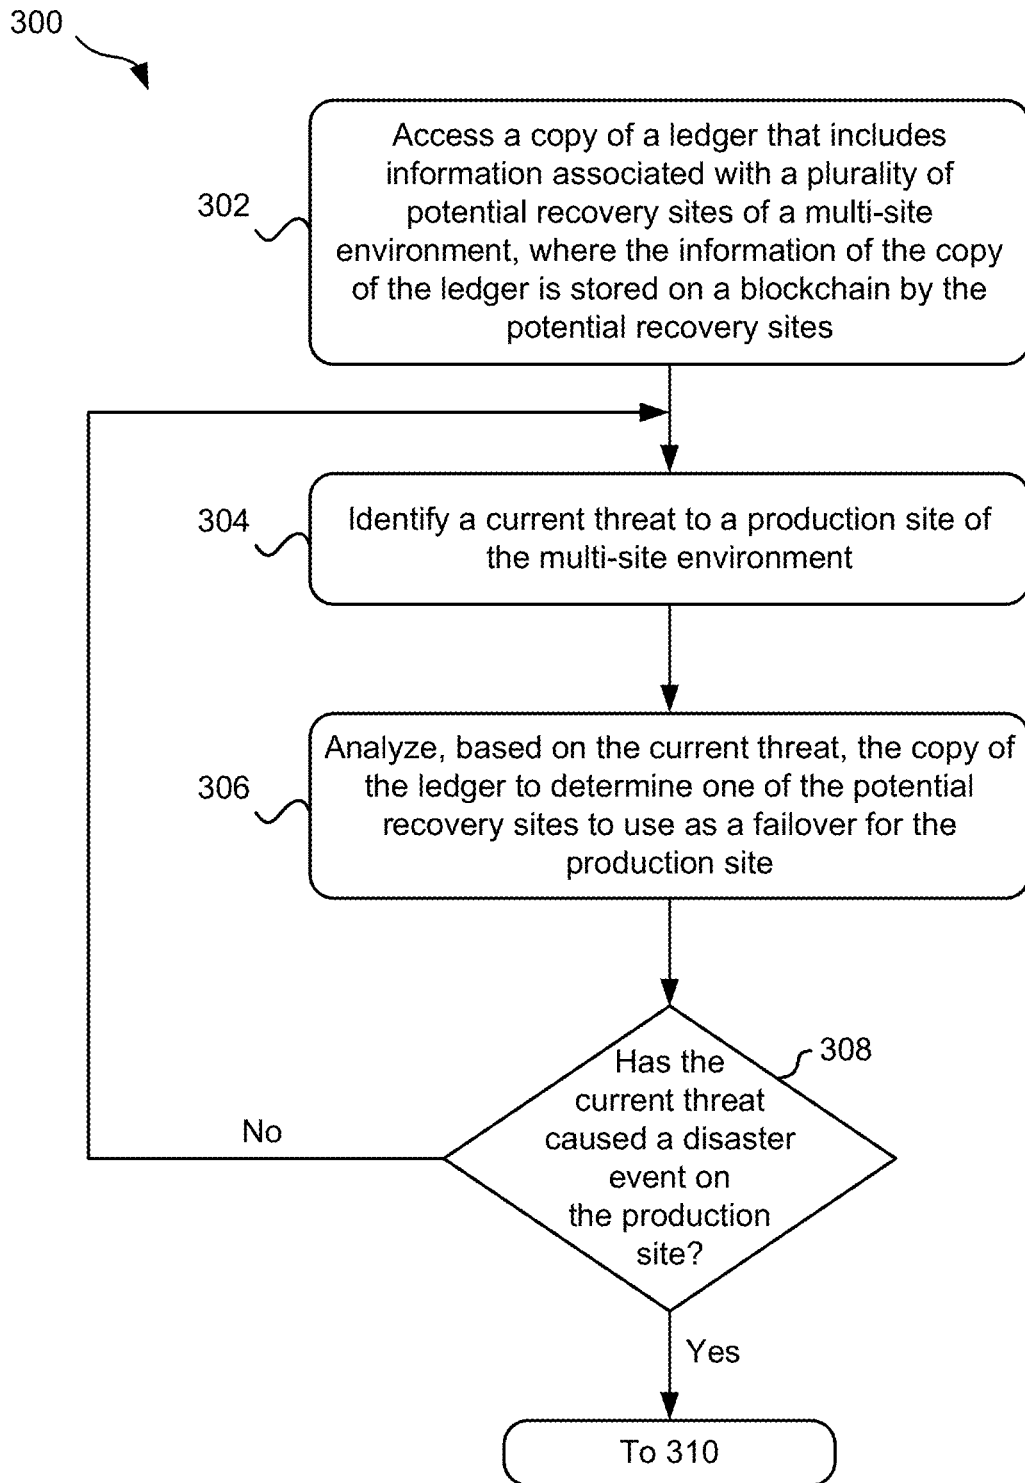 300
302
Access a copy of a ledger that includes
information associated with a plurality of
potential recovery sites of a multi-site
environment, where the information of the copy
of the ledger is stored on a blockchain by the
potential recovery sites
304
Identify a current threat to a production site of
the multi-site environment
306
Analyze, based on the current threat, the copy of
the ledger to determine one of the potential
recovery sites to use as a failover for the
production site
308
Has the
current threat
caused a disaster
event on
the production
site?
No
Yes
To 310